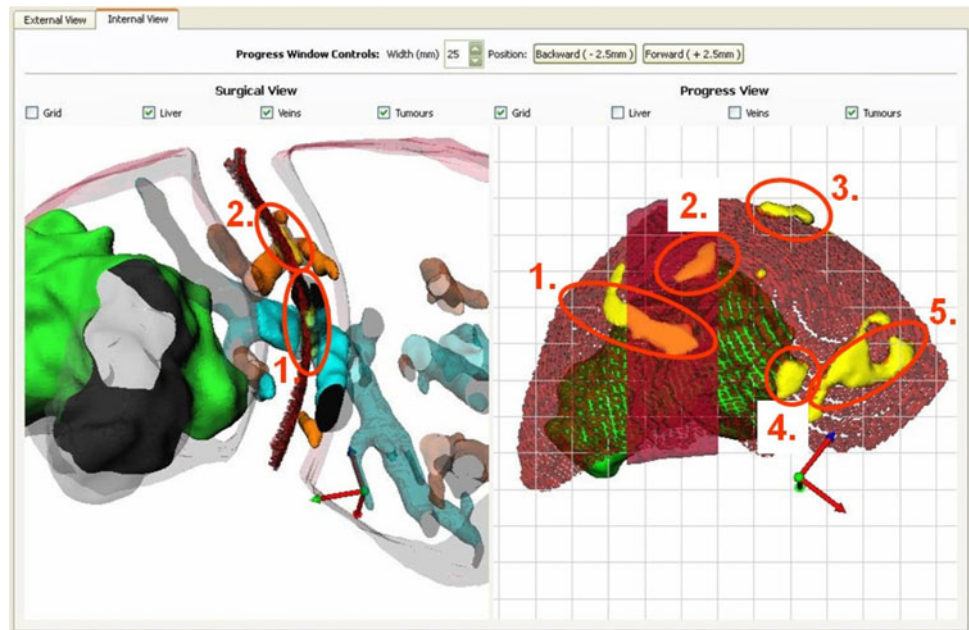 External View Internal View
Progress Window Controls: Width (mm) 25 Position: Backward ( - 2.5mm ) Forward ( + 2.5mm )
Surgical View
Grid Liver Veins Tumours
2.
1.
Progress View
Grid Liver Veins Tumours
3.
2.
1.
5.
4.